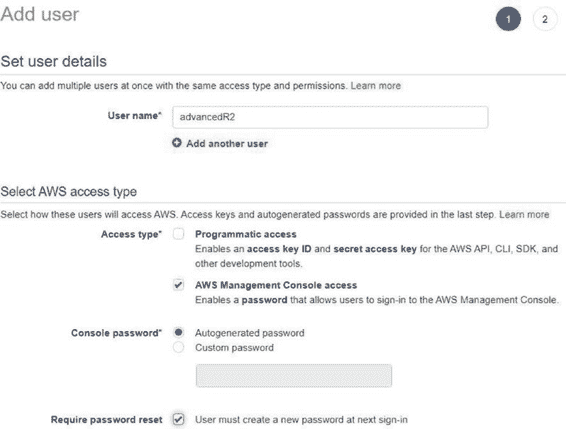 Add user
1 2
Set user details
You can add multiple users at once with the same access type and permissions. Learn more
User name* advancedR2
Add another user
Select AWS access type
Select how these users will access AWS. Access keys and autogenerated passwords are provided in the last step. Learn more
Access type* Programmatic access
Enables an access key ID and secret access key for the AWS API, CLI, SDK, and
other development tools.
AWS Management Console access
Enables a password that allows users to sign-in to the AWS Management Console.
Console password* Autogenerated password
Custom password
Require password reset User must create a new password at next sign-in